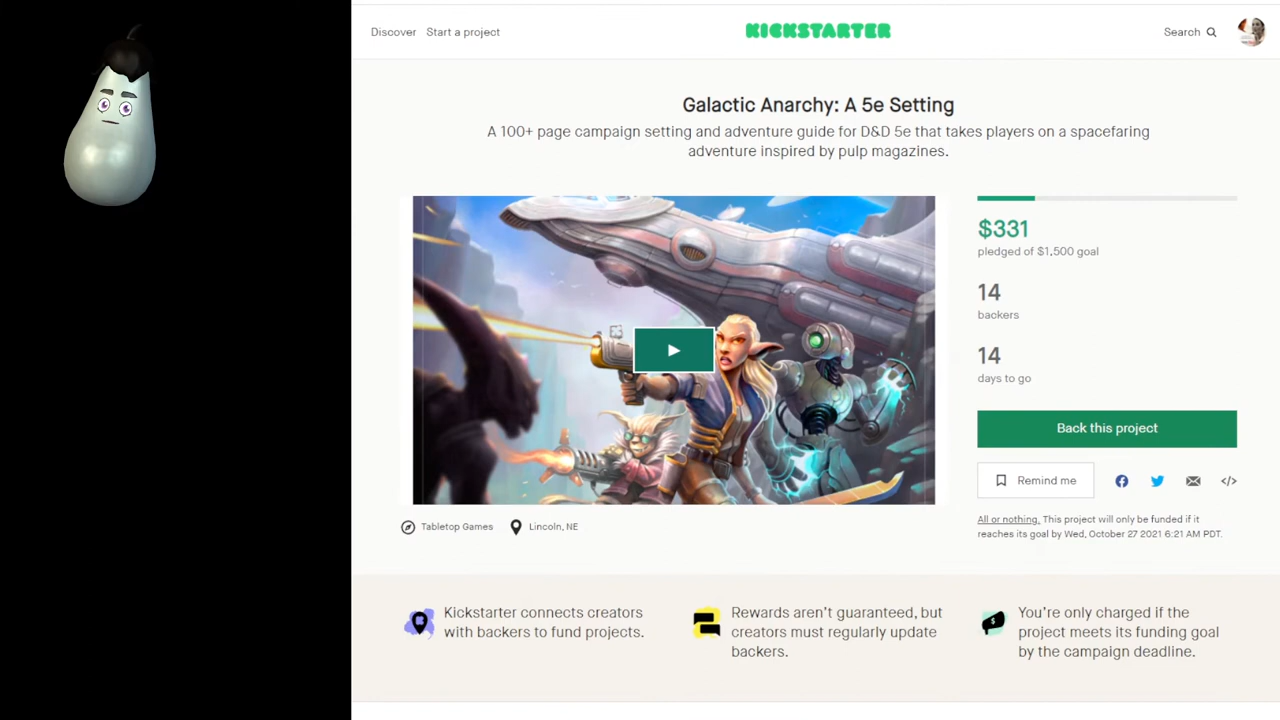 Discover Start a project
KICKSTARTER
Search
Galactic Anarchy: A 5e Setting
A 100+ page campaign setting and adventure guide for D&D 5e that takes players on a spacefaring
adventure inspired by pulp magazines.
$331
pledged of $1,500 goal
14
backers
14
days to go
Back this project
Remind me
Tabletop Games
Lincoln, NE
All or nothing. This project will only be funded if it
reaches its goal by Wed, October 27 2021 6:21 AM PDT.
Kickstarter connects creators
with backers to fund projects.
Rewards aren't guaranteed, but
creators must regularly update
backers.
You're only charged if the
project meets its funding goal
by the campaign deadline.